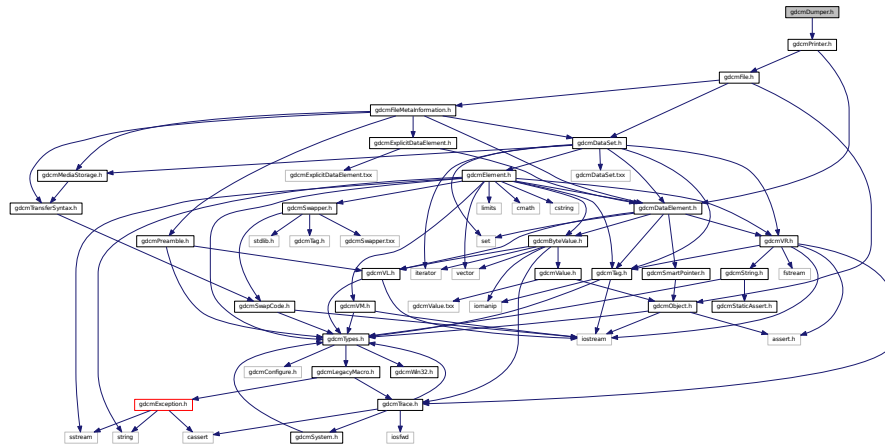 gdcmDumper.h
gdcmPrinter.h
gdcmFile.h
gdcmFileMetaInformation.h
gdcmExplicitDataElement.h
gdcmDataSet.h
gdcmMediaStorage.h
gdcmExplicitDataElement.txx
gdcmElement.h
gdcmDataSet.txx
gdcmTransferSyntax.h
gdcmSwapper.h
limits
cmath
cstring
gdcmDataElement.h
gdcmPreamble.h
stdlib.h
gdcmTag.h
gdcmSwapper.txx
set
gdcmByteValue.h
gdcmVR.h
gdcmVL.h
iterator
vector
gdcmValue.h
gdcmTag.h
gdcmSmartPointer.h
gdcmString.h
fstream
gdcmSwapCode.h
gdcmVM.h
gdcmValue.txx
iomanip
gdcmObject.h
gdcmStaticAssert.h
gdcmTypes.h
iostream
assert.h
gdcmConfigure.h
gdcmLegacyMacro.h
gdcmWin32.h
gdcmException.h
gdcmTrace.h
sstream
string
cassert
gdcmSystem.h
iosfwd